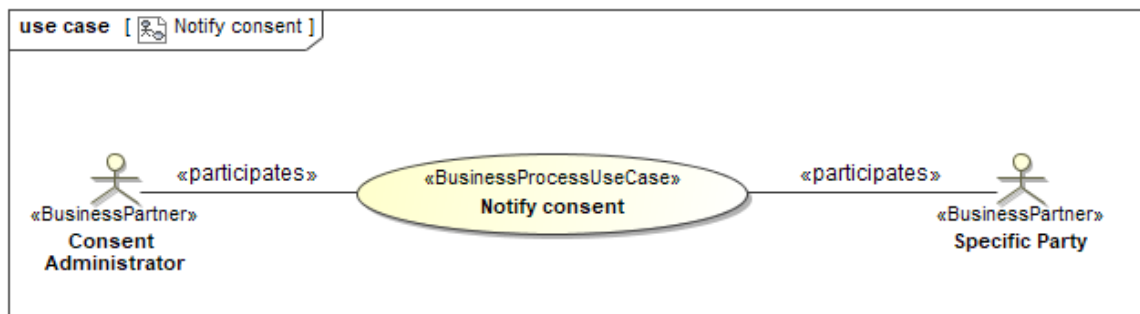 use case [ Notify consent ]
«participates» «BusinessProcessUseCase» «participates»
Notify consent
«BusinessPartner» «BusinessPartner»
Consent Specific Party
Administrator